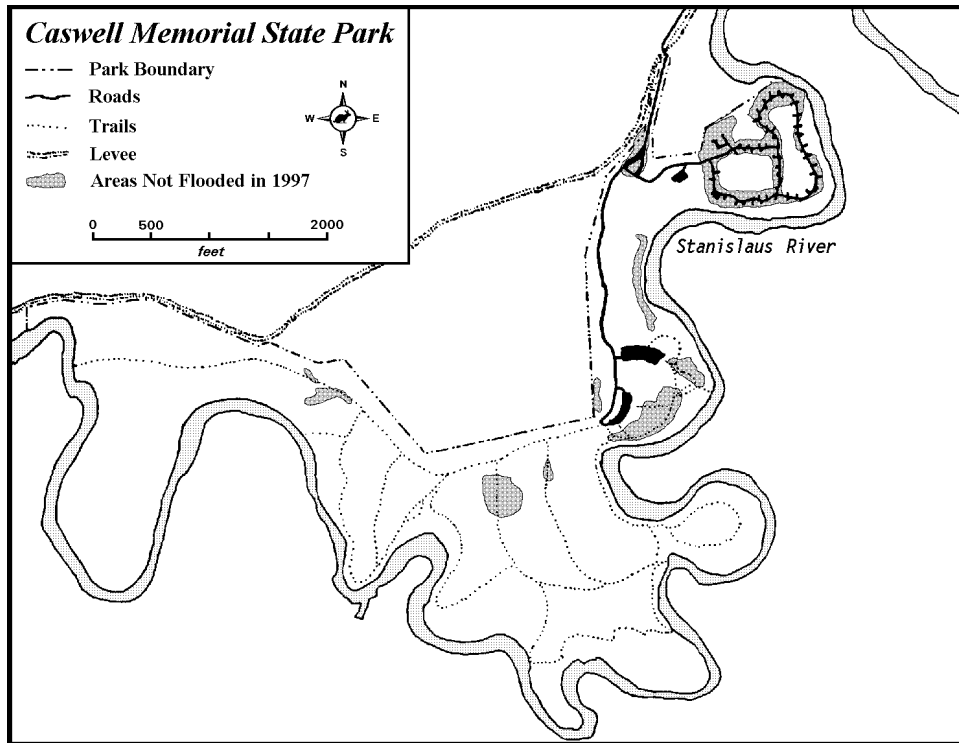 Caswell Memorial State Park
Park Boundary
Roads
Trails
Levee
Areas Not Flooded in 1997
N
W E
S
0 500 2000
feet
Stanislaus River